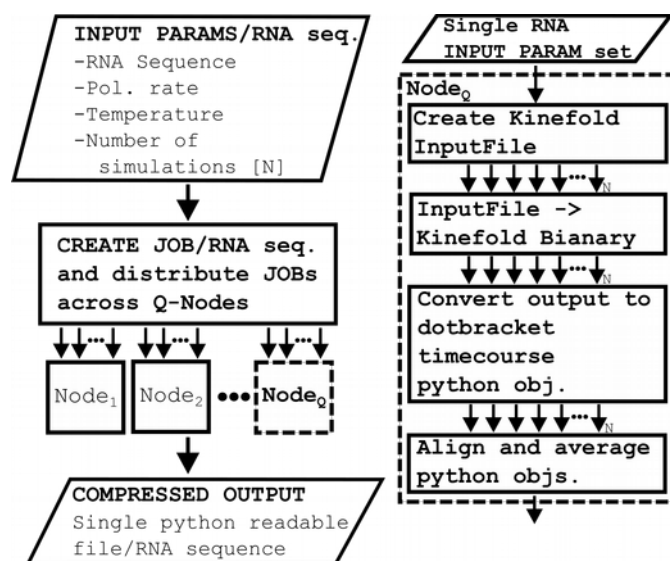 INPUT PARAMS/RNA seq.
-RNA Sequence
-Pol. rate
-Temperature
-Number of
simulations [N]
CREATE JOB/RNA seq.
and distribute JOBs
across Q-Nodes
Node1
Node2
NodeQ
COMPRESSED OUTPUT
Single python readable
file/RNA sequence
Single RNA
INPUT PARAM set
NodeQ
Create Kinefold
InputFile
N
InputFile ->
Kinefold Bianary
N
Convert output to
dotbracket
timecourse
python obj.
N
Align and average
python objs.